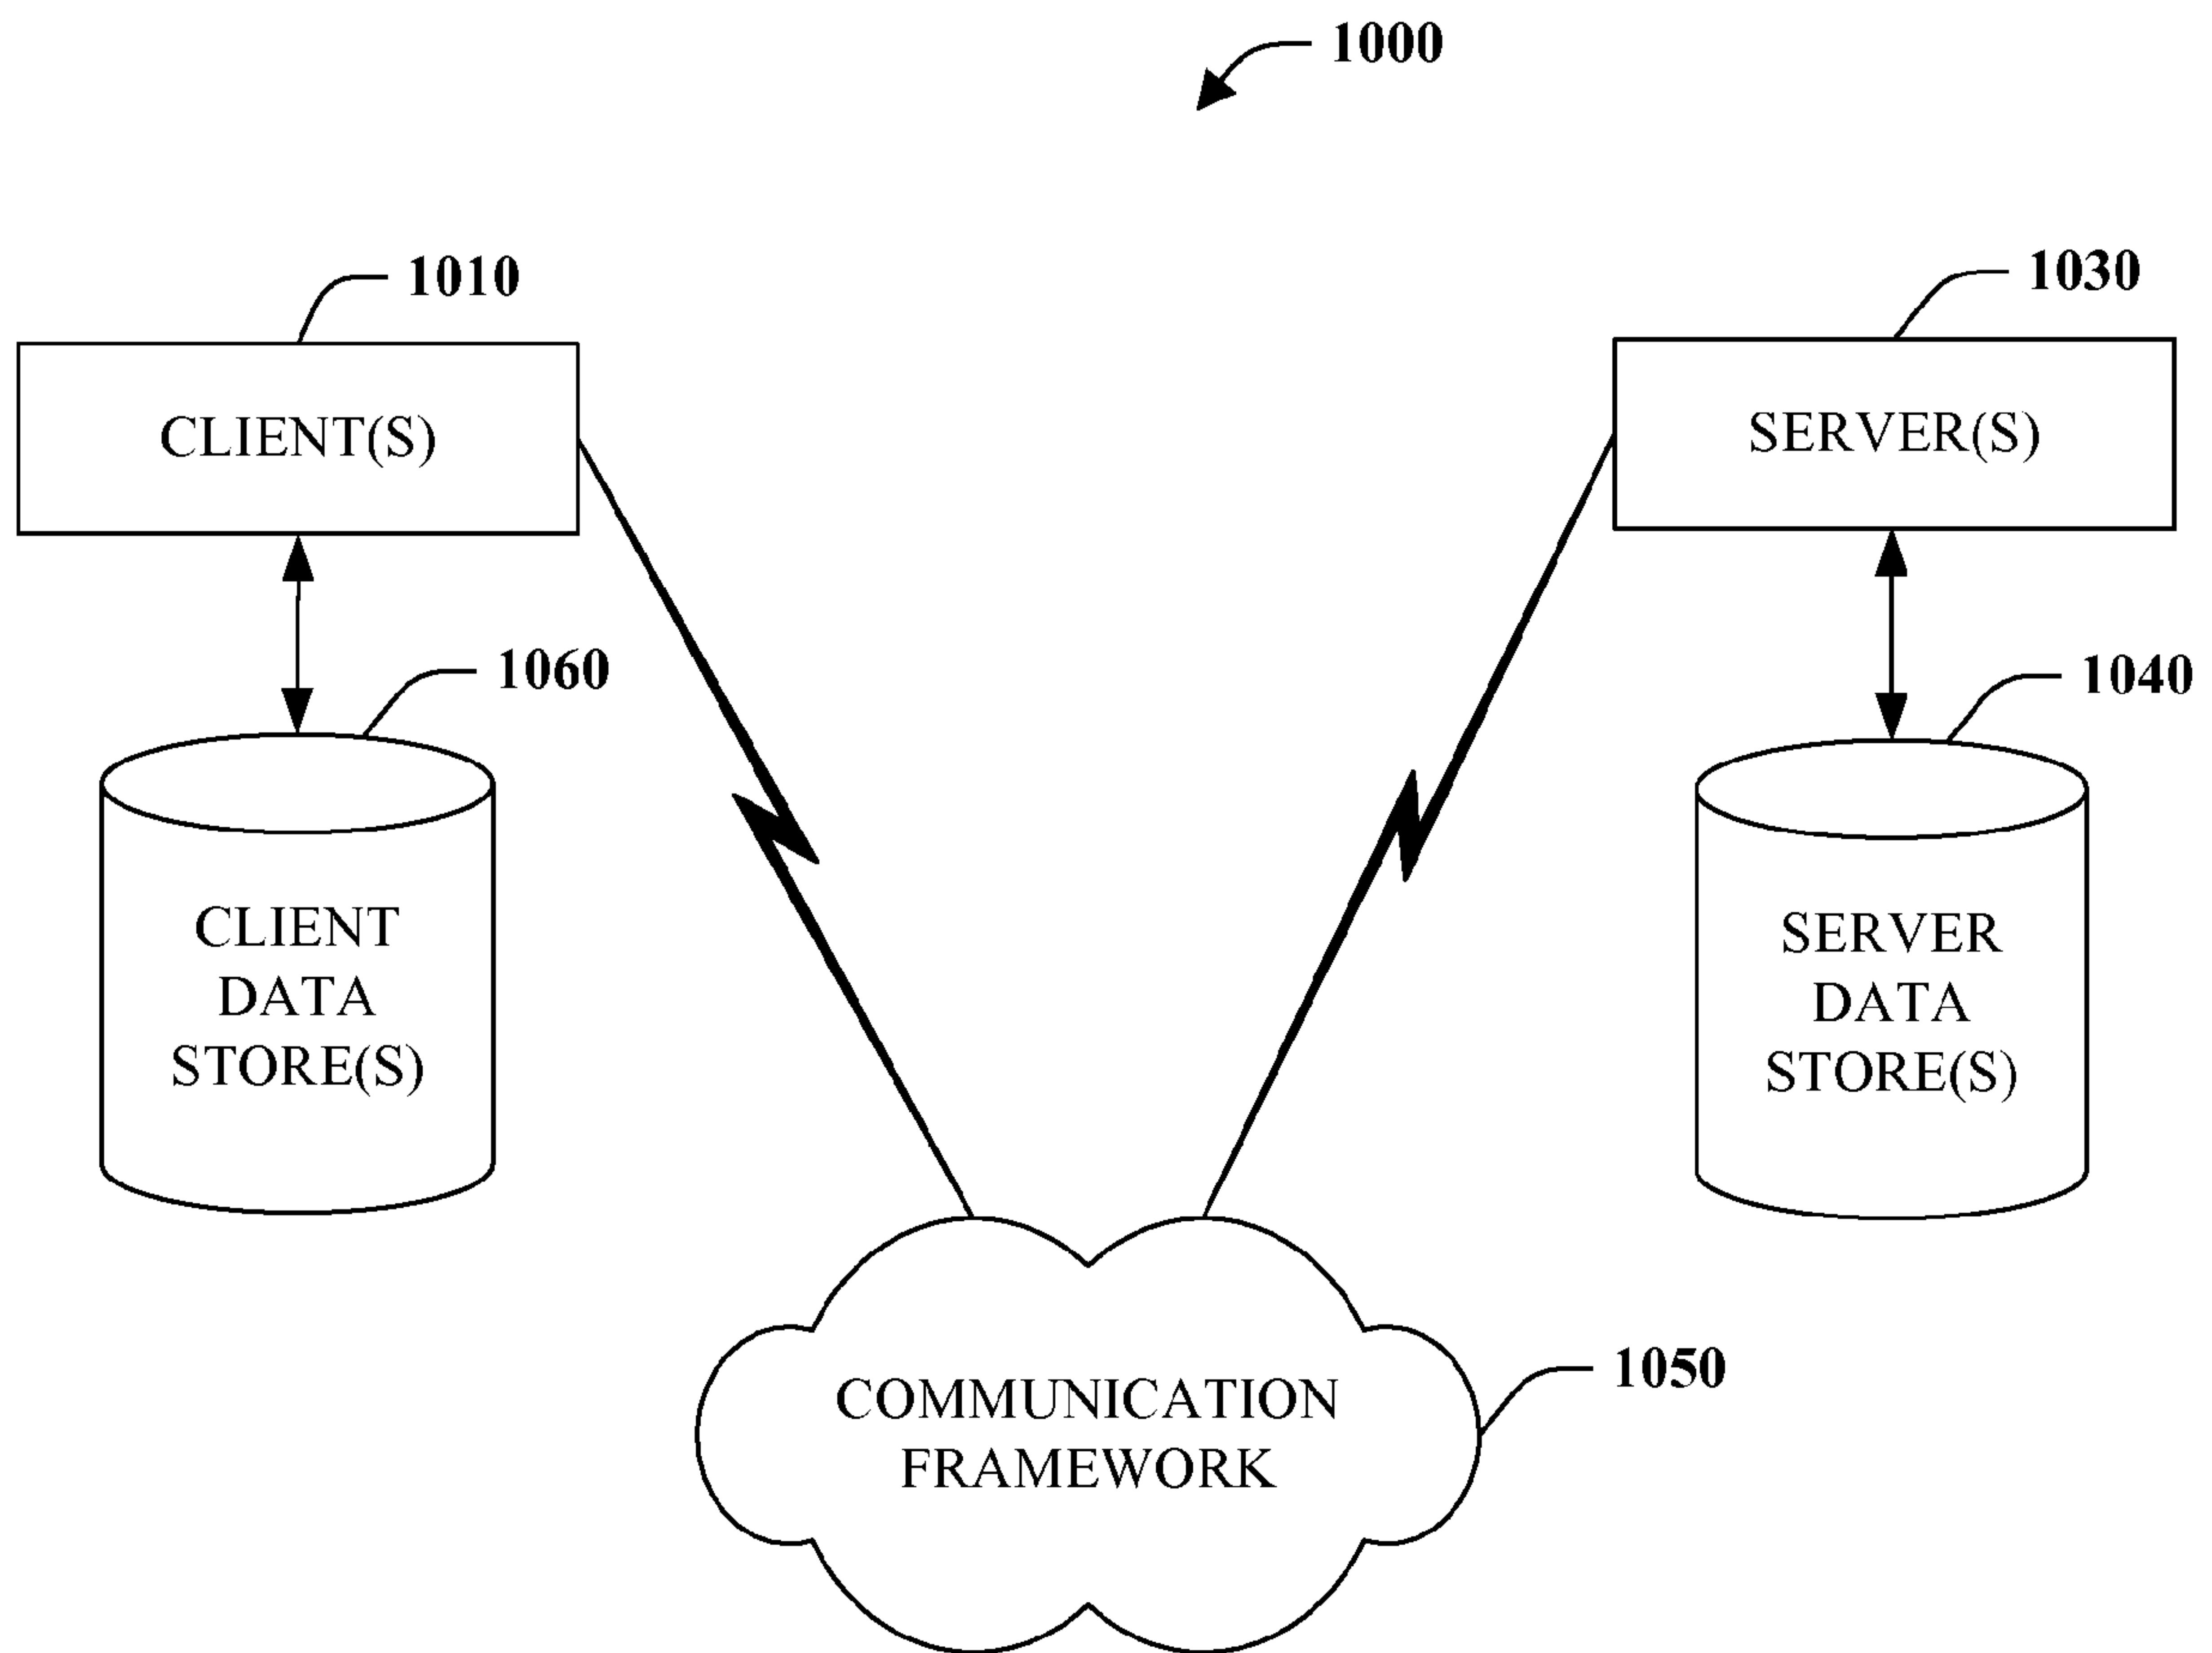 1000
1010
1030
CLIENT(S)
SERVER(S)
1060
1040
CLIENT
DATA
STORE(S)
SERVER
DATA
STORE(S)
1050
COMMUNICATION
FRAMEWORK